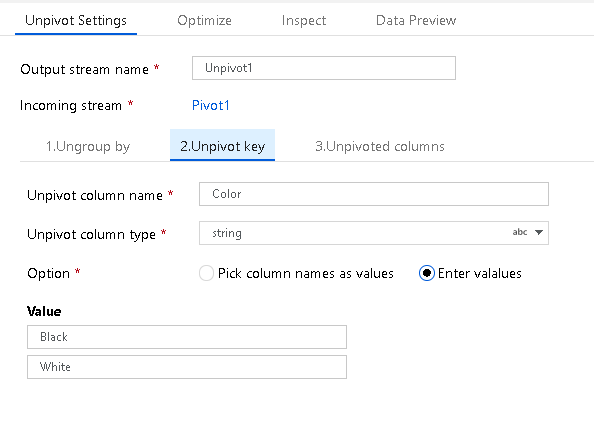 Unpivot Settings Optimize Inspect Data Preview
Output stream name * Unpivot1
Incoming stream * Pivot1
1.Ungroup by 2.Unpivot key 3.Unpivoted columns
Unpivot column name * Color
Unpivot column type * string abc
Option * Pick column names as values Enter valalues
Value
Black
White